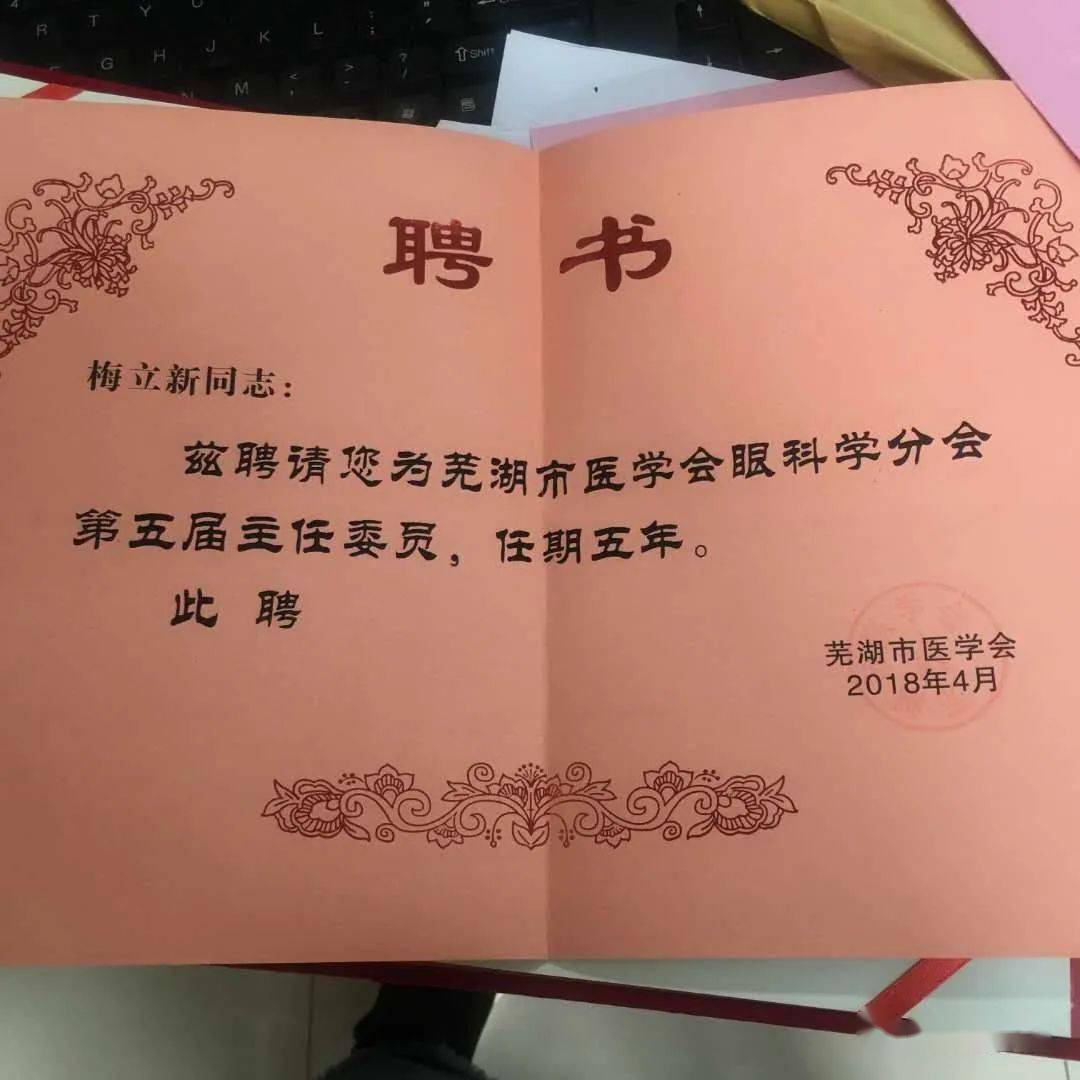 4
R T Y U I O P
G H J K L
N M
Shift
聘书
梅立新同志：
兹聘请您为芜湖市医学会眼科学分会
第五届主任委员，任期五年。
此聘
芜湖市医学会
2018年4月